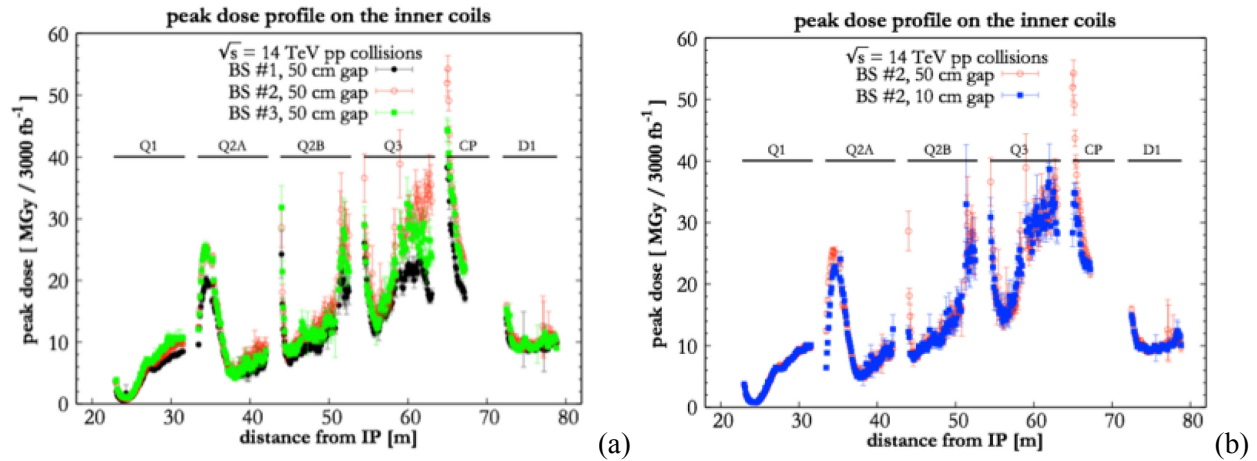 peak dose profile on the inner coils
√s = 14 TeV pp collisions
BS #1, 50 cm gap
BS #2, 50 cm gap
BS #3, 50 cm gap
Q1 Q2A Q2B Q3 CP D1
peak dose [ MGy / 3000 fb⁻¹ ]
60
50
40
30
20
10
0
20 30 40 50 60 70 80
distance from IP [m]
(a)
peak dose profile on the inner coils
√s = 14 TeV pp collisions
BS #2, 50 cm gap
BS #2, 10 cm gap
Q1 Q2A Q2B Q3 CP D1
peak dose [ MGy / 3000 fb⁻¹ ]
60
50
40
30
20
10
0
20 30 40 50 60 70 80
distance from IP [m]
(b)